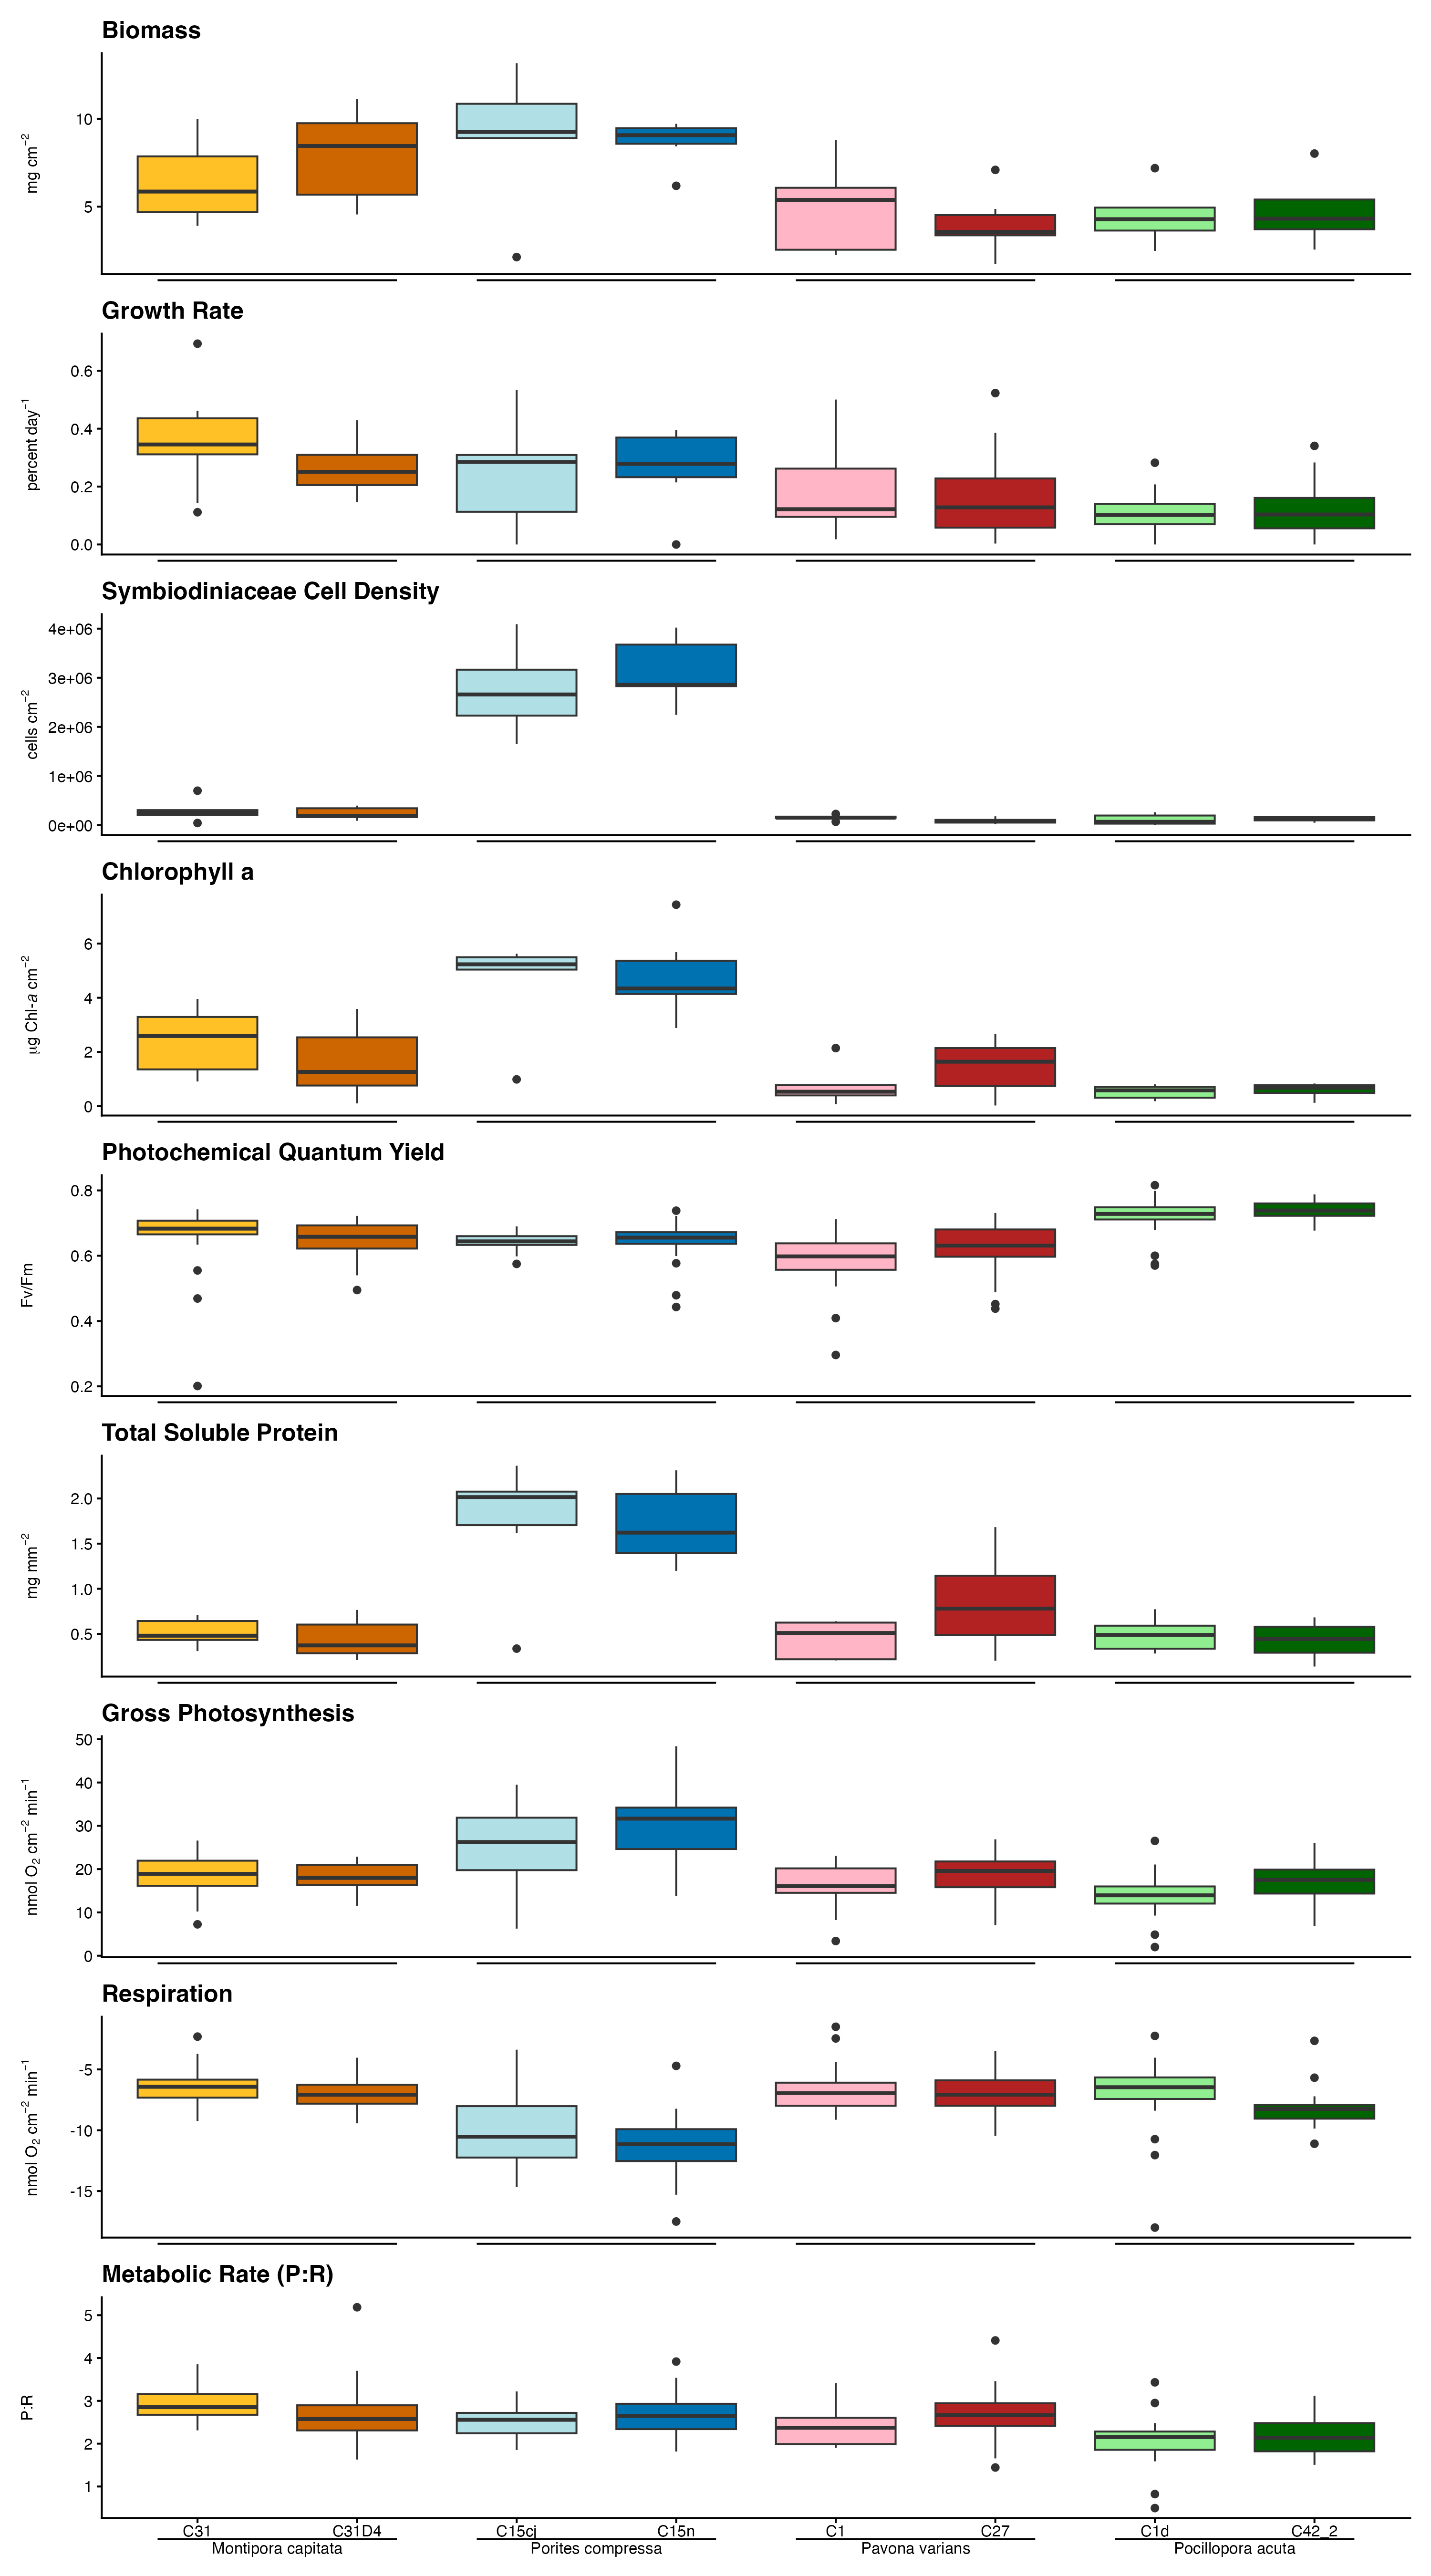 Biomass
mg cm⁻²
10
5
Growth Rate
percent day⁻¹
0.6
0.4
0.2
0.0
Symbiodiniaceae Cell Density
cells cm⁻²
4e+06
3e+06
2e+06
1e+06
0e+00
Chlorophyll a
µg Chl-a cm⁻²
6
4
2
0
Photochemical Quantum Yield
Fv/Fm
0.8
0.6
0.4
0.2
Total Soluble Protein
mg mm⁻²
2.0
1.5
1.0
0.5
Gross Photosynthesis
nmol O₂ cm⁻² min⁻¹
50
40
30
20
10
0
Respiration
nmol O₂ cm⁻² min⁻¹
-5
-10
-15
Metabolic Rate (P:R)
P:R
5
4
3
2
1
C31 C31D4 C15cj C15n C1 C27 C1d C42_2
Montipora capitata Porites compressa Pavona varians Pocillopora acuta